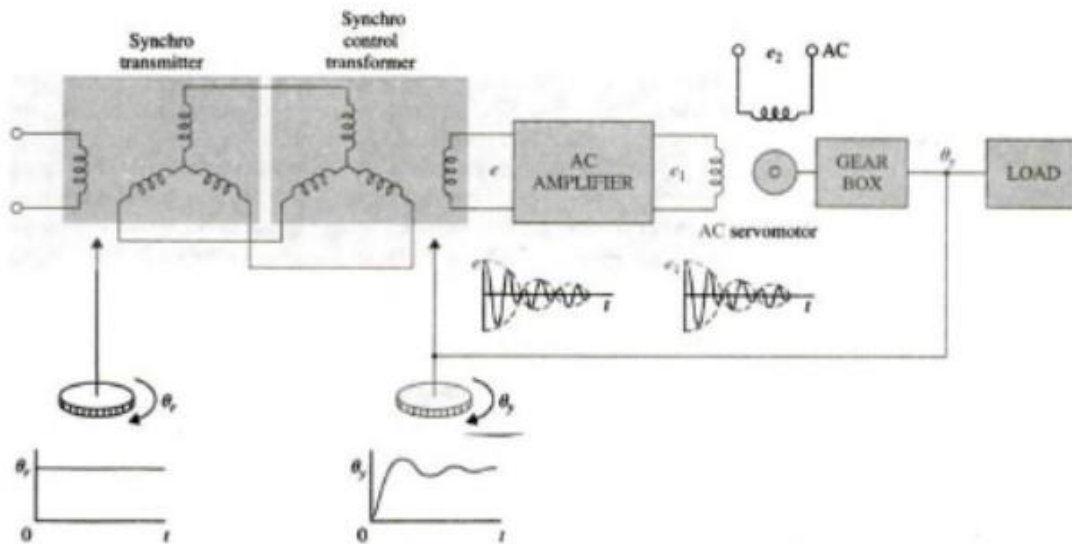 Synchro
transmitter
Synchro
control
transformer
e₂
AC
e
AC
AMPLIFIER
e₁
GEAR
BOX
θy
LOAD
AC servomotor
e
t
t
θr
θy
θr
0
t
θy
0
t